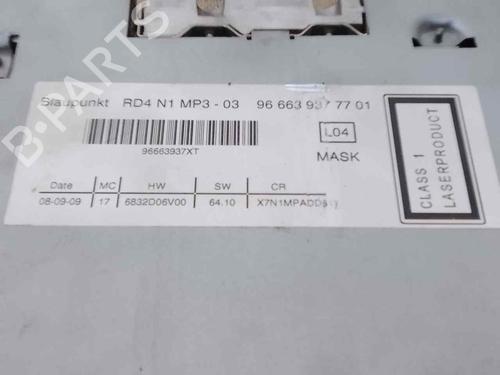 B-PARTS
Blaupunkt RD4 N1 MP3 - 03 96 663 937 77 01
96663937XT
L04
MASK
CLASS 1
LASERPRODUCT
Date MC HW SW CR
08-09-09 17 6832D06V00 64.10